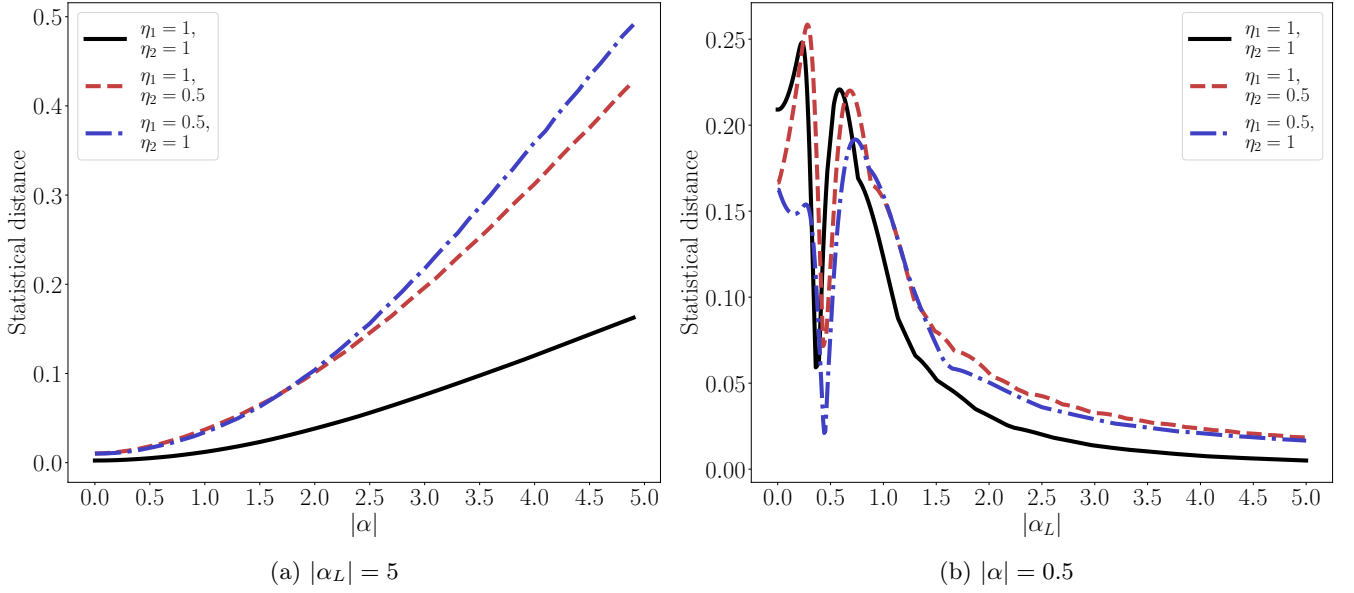 0.5
0.4
0.3
0.2
0.1
0.0
Statistical distance
η₁ = 1,
η₂ = 1
η₁ = 1,
η₂ = 0.5
η₁ = 0.5,
η₂ = 1
0.0 0.5 1.0 1.5 2.0 2.5 3.0 3.5 4.0 4.5 5.0
|α|
(a) |α_L| = 5
0.25
0.20
0.15
0.10
0.05
0.00
Statistical distance
η₁ = 1,
η₂ = 1
η₁ = 1,
η₂ = 0.5
η₁ = 0.5,
η₂ = 1
0.0 0.5 1.0 1.5 2.0 2.5 3.0 3.5 4.0 4.5 5.0
|α_L|
(b) |α| = 0.5